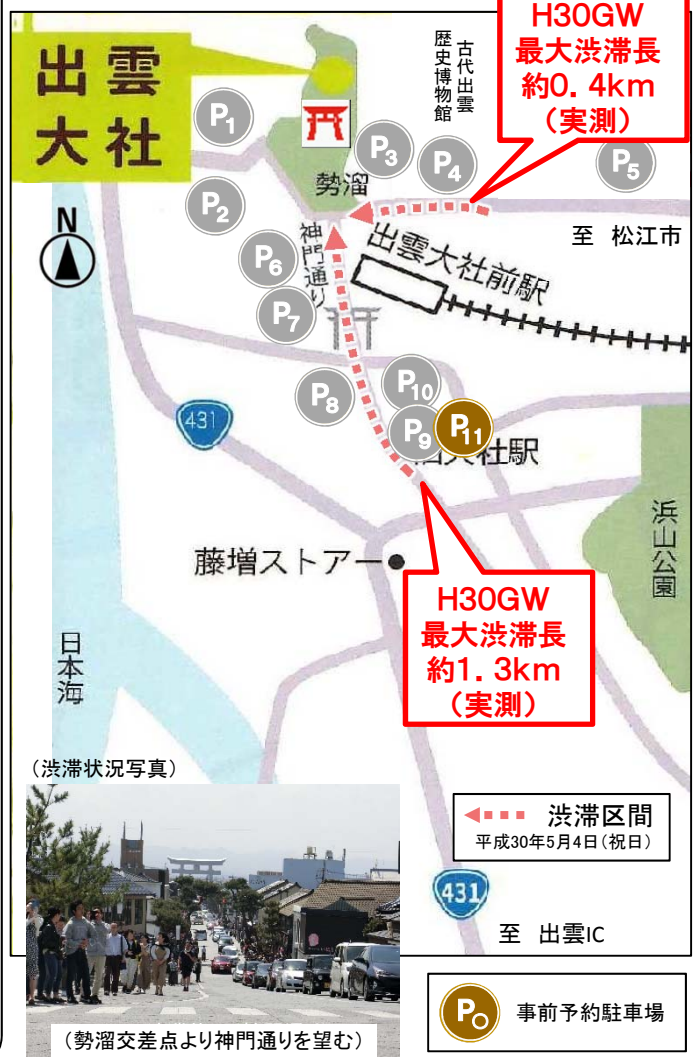 出雲
大社
H30GW
最大渋滞長
約0.4km
(実測)
古代出雲
歴史博物館
P1
P2
P3
P4
P5
勢溜
至 松江市
N
神門通り
出雲大社前駅
P6
P7
P8
P10
P9
P11
431
大社駅
浜山公園
藤増ストアー
H30GW
最大渋滞長
約1.3km
(実測)
日本海
(渋滞状況写真)
渋滞区間
平成30年5月4日(祝日)
431
至 出雲IC
(勢溜交差点より神門通りを望む)
P○ 事前予約駐車場